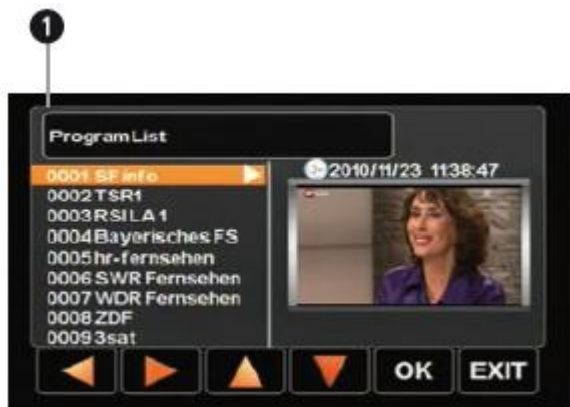 1
Program List
2010/11/23 11:38:47
0001 SF info
0002 TSR1
0003 RSI LA 1
0004 Bayerisches FS
0005 hr-fernsehen
0006 SWR Fernsehen
0007 WDR Fernsehen
0008 ZDF
0009 3sat
OK EXIT